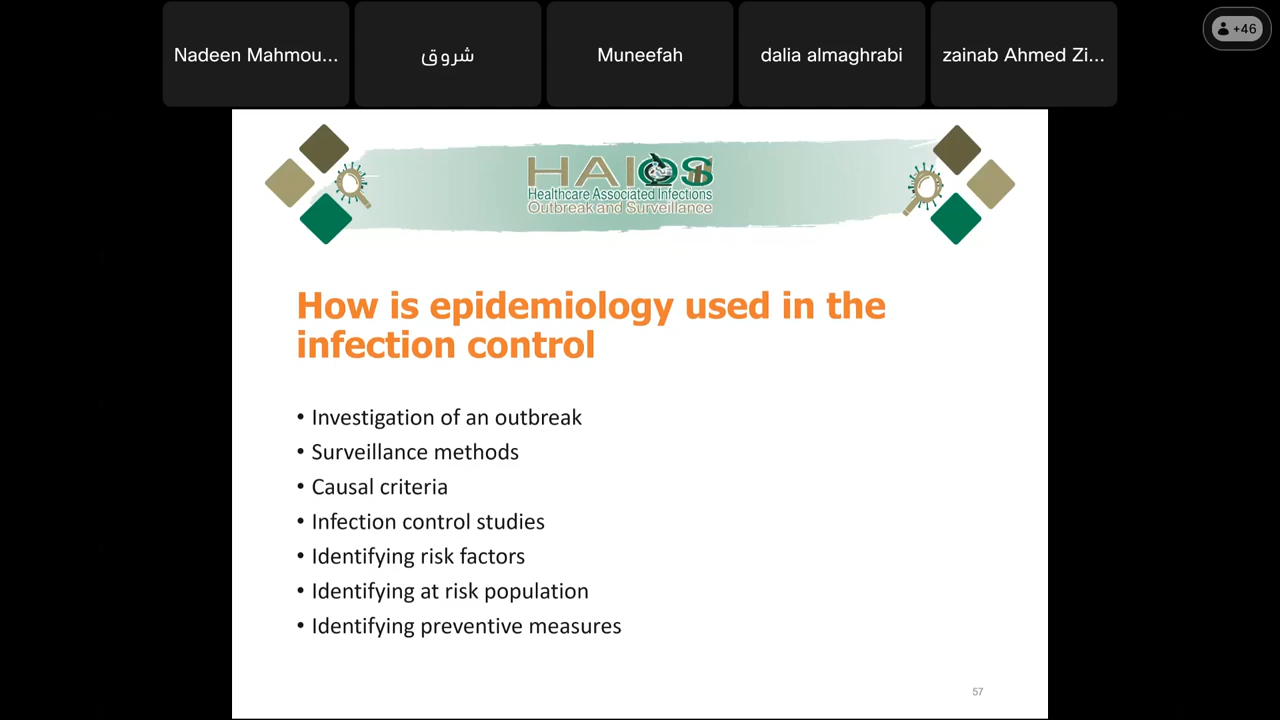 Nadeen Mahmou...
شروق
Muneefah
dalia almaghrabi
zainab Ahmed Zi...
+46
HAIOS
Healthcare Associated Infections
Outbreak and Surveillance
How is epidemiology used in the
infection control
• Investigation of an outbreak
• Surveillance methods
• Causal criteria
• Infection control studies
• Identifying risk factors
• Identifying at risk population
• Identifying preventive measures
57